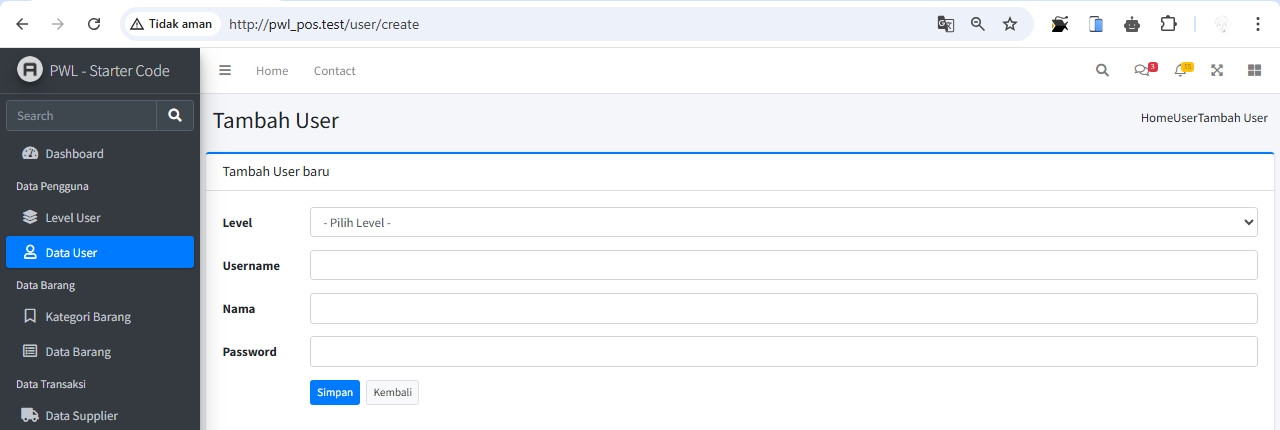 Tidak aman http://pwl_pos.test/user/create
PWL - Starter Code
Home Contact
3
15
Search
Tambah User
HomeUserTambah User
Dashboard
Data Pengguna
Level User
Data User
Data Barang
Kategori Barang
Data Barang
Data Transaksi
Data Supplier
Tambah User baru
Level - Pilih Level -
Username
Nama
Password
Simpan Kembali